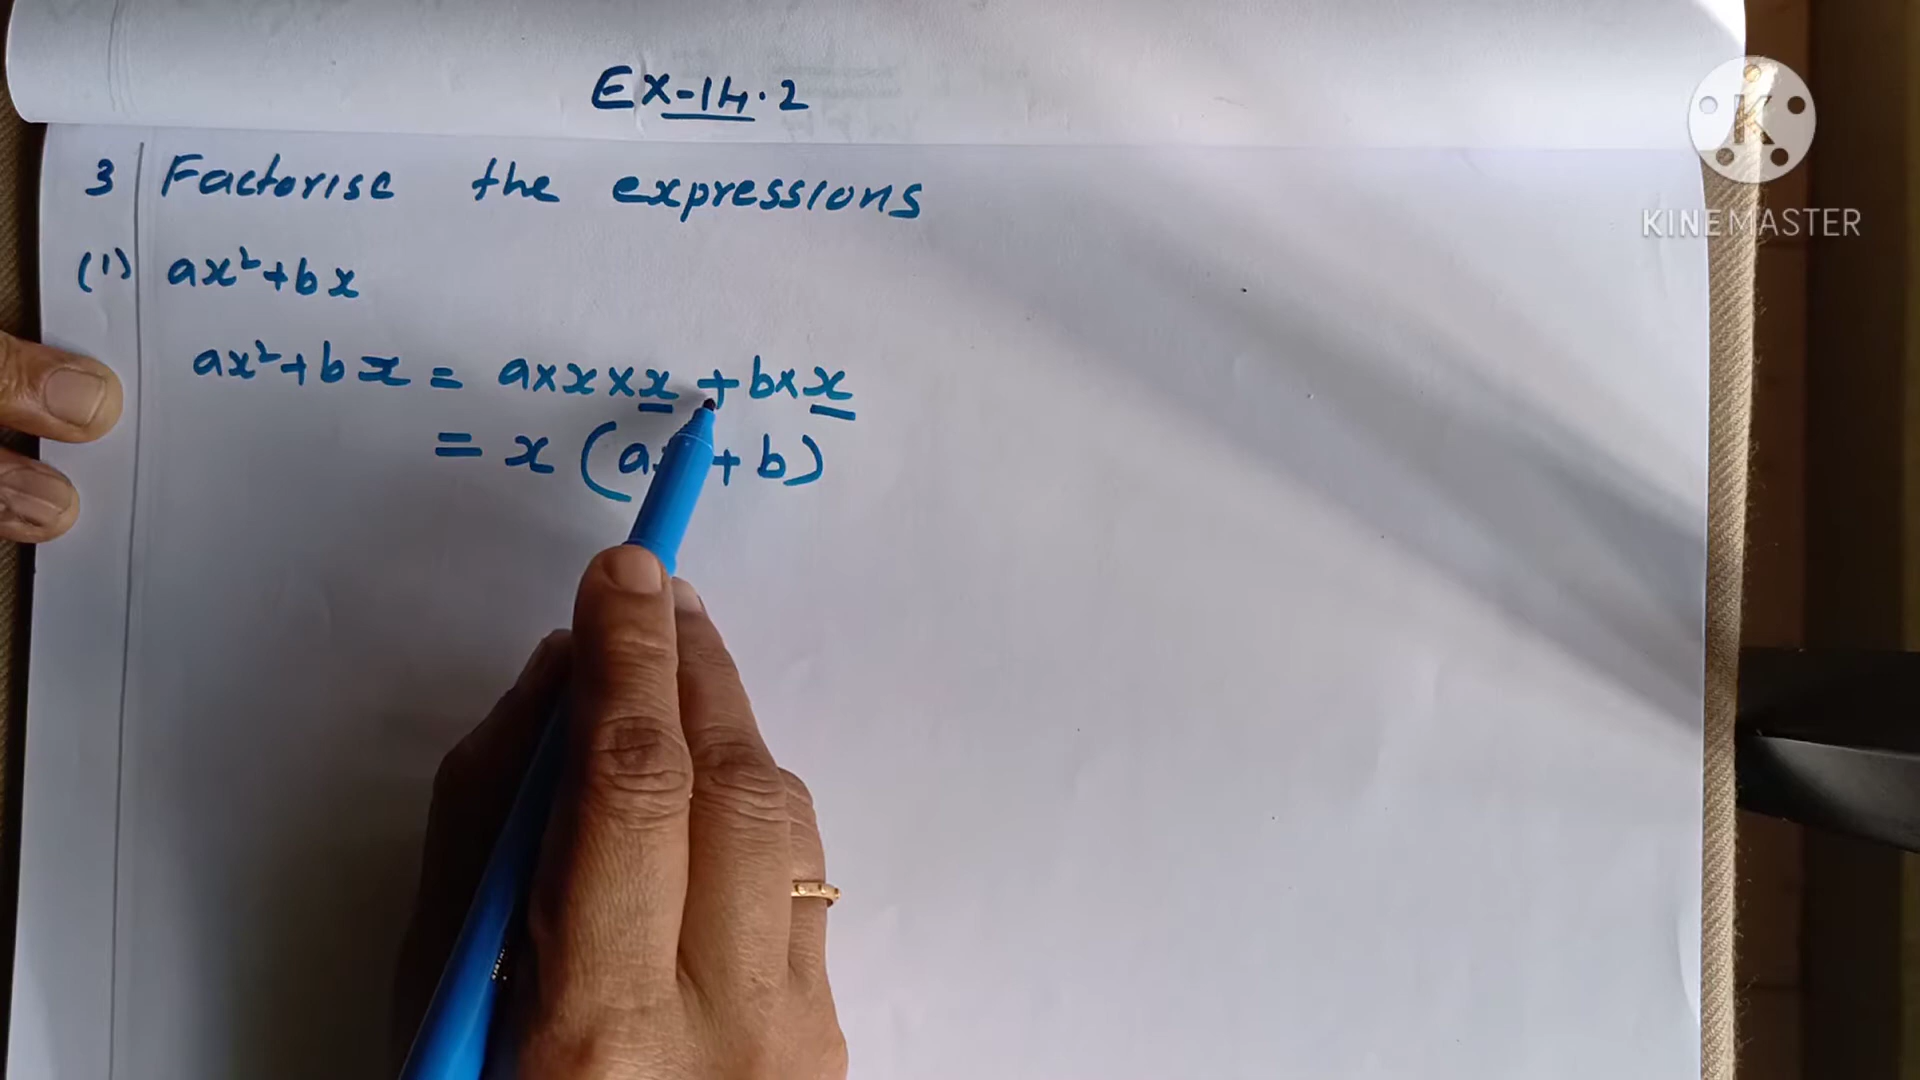 EX-14.2
3 Factorise the expressions
(1) ax²+bx
ax²+bx = a×x×x + b×x
= x (a + b)
K
KINEMASTER